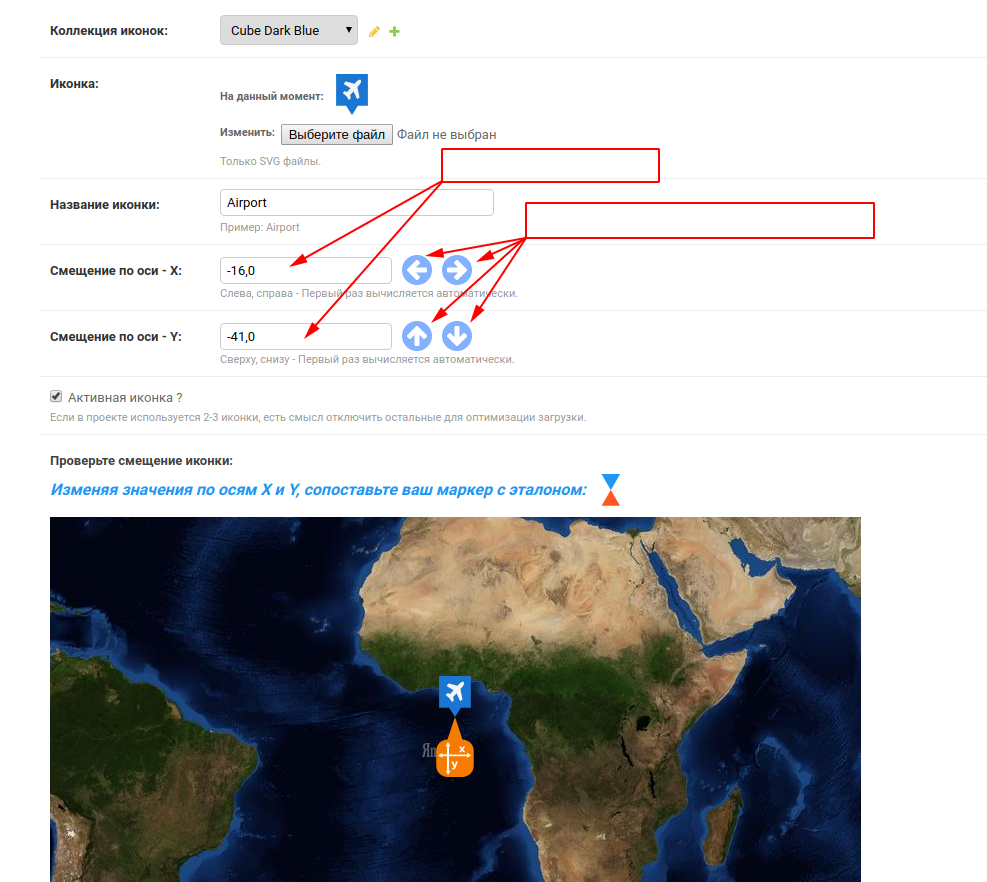 Коллекция иконок:
Cube Dark Blue
Иконка:
На данный момент:
Изменить:
Выберите файл
Файл не выбран
Только SVG файлы.
Название иконки:
Airport
Пример: Airport
Смещение по оси - X:
-16,0
Слева, справа - Первый раз вычисляется автоматически.
Смещение по оси - Y:
-41,0
Сверху, снизу - Первый раз вычисляется автоматически.
Активная иконка ?
Если в проекте используется 2-3 иконки, есть смысл отключить остальные для оптимизации загрузки.
Проверьте смещение иконки:
Изменяя значения по осям X и Y, сопоставьте ваш маркер с эталоном:
x
y